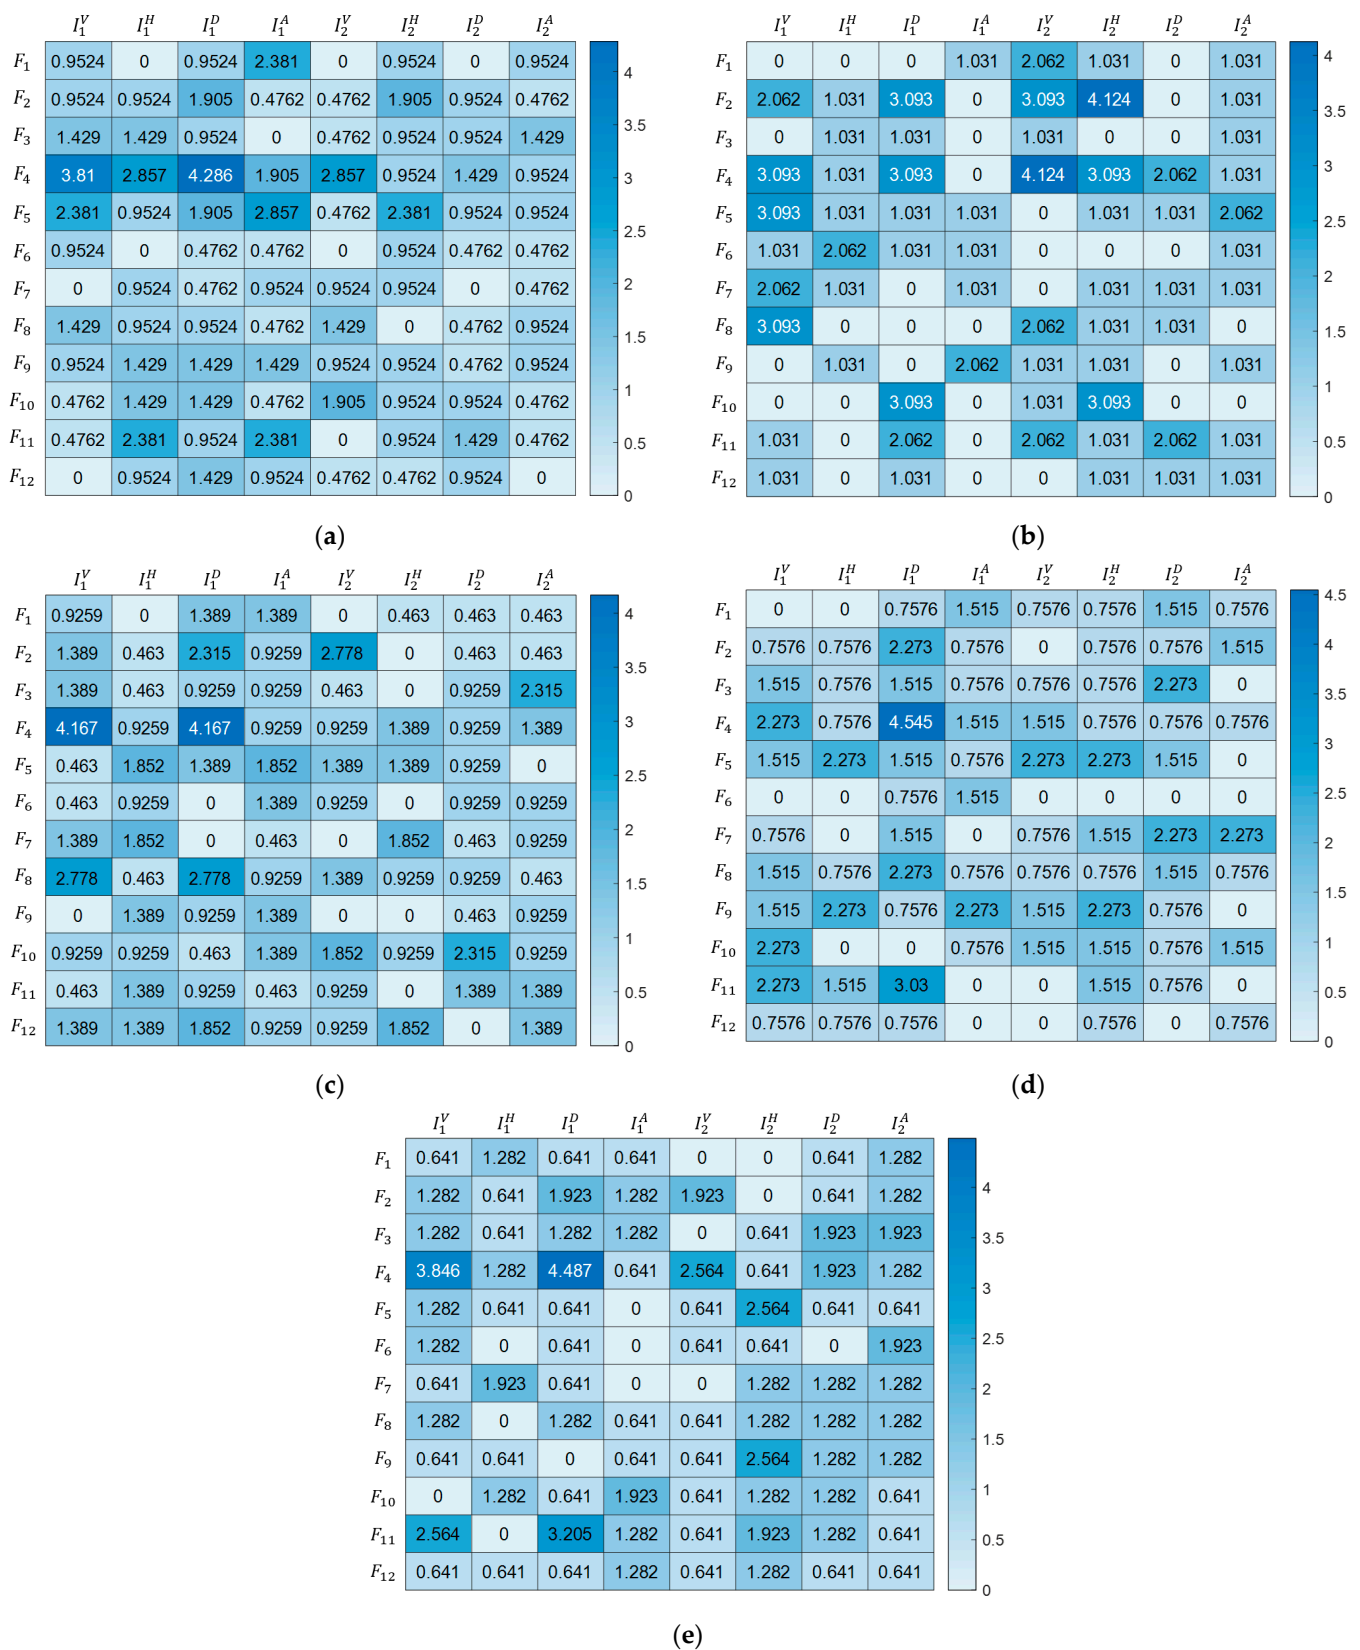 I₁ⱽ I₁ᴴ I₁ᴰ I₁ᴬ I₂ⱽ I₂ᴴ I₂ᴰ I₂ᴬ
F₁ 0.9524 0 0.9524 2.381 0 0.9524 0 0.9524
F₂ 0.9524 0.9524 1.905 0.4762 0.4762 1.905 0.9524 0.4762
F₃ 1.429 1.429 0.9524 0 0.4762 0.9524 0.9524 1.429
F₄ 3.81 2.857 4.286 1.905 2.857 0.9524 1.429 0.9524
F₅ 2.381 0.9524 1.905 2.857 0.4762 2.381 0.9524 0.9524
F₆ 0.9524 0 0.4762 0.4762 0 0.9524 0.4762 0.4762
F₇ 0 0.9524 0.4762 0.9524 0.9524 0.9524 0 0.4762
F₈ 1.429 0.9524 0.9524 0.4762 1.429 0 0.4762 0.9524
F₉ 0.9524 1.429 1.429 1.429 0.9524 0.9524 0.4762 0.9524
F₁₀ 0.4762 1.429 1.429 0.4762 1.905 0.9524 0.9524 0.4762
F₁₁ 0.4762 2.381 0.9524 2.381 0 0.9524 1.429 0.4762
F₁₂ 0 0.9524 1.429 0.9524 0.4762 0.4762 0.9524 0
4
3.5
3
2.5
2
1.5
1
0.5
0
(a)
I₁ⱽ I₁ᴴ I₁ᴰ I₁ᴬ I₂ⱽ I₂ᴴ I₂ᴰ I₂ᴬ
F₁ 0 0 0 1.031 2.062 1.031 0 1.031
F₂ 2.062 1.031 3.093 0 3.093 4.124 0 1.031
F₃ 0 1.031 1.031 0 1.031 0 0 1.031
F₄ 3.093 1.031 3.093 0 4.124 3.093 2.062 1.031
F₅ 3.093 1.031 1.031 1.031 0 1.031 1.031 2.062
F₆ 1.031 2.062 1.031 1.031 0 0 0 1.031
F₇ 2.062 1.031 0 1.031 0 1.031 1.031 1.031
F₈ 3.093 0 0 0 2.062 1.031 1.031 0
F₉ 0 1.031 0 2.062 1.031 1.031 0 1.031
F₁₀ 0 0 3.093 0 1.031 3.093 0 0
F₁₁ 1.031 0 2.062 0 2.062 1.031 2.062 1.031
F₁₂ 1.031 0 1.031 0 0 1.031 1.031 1.031
4
3.5
3
2.5
2
1.5
1
0.5
0
(b)
I₁ⱽ I₁ᴴ I₁ᴰ I₁ᴬ I₂ⱽ I₂ᴴ I₂ᴰ I₂ᴬ
F₁ 0.9259 0 1.389 1.389 0 0.463 0.463 0.463
F₂ 1.389 0.463 2.315 0.9259 2.778 0 0.463 0.463
F₃ 1.389 0.463 0.9259 0.9259 0.463 0 0.9259 2.315
F₄ 4.167 0.9259 4.167 0.9259 0.9259 1.389 0.9259 1.389
F₅ 0.463 1.852 1.389 1.852 1.389 1.389 0.9259 0
F₆ 0.463 0.9259 0 1.389 0.9259 0 0.9259 0.9259
F₇ 1.389 1.852 0 0.463 0 1.852 0.463 0.9259
F₈ 2.778 0.463 2.778 0.9259 1.389 0.9259 0.9259 0.463
F₉ 0 1.389 0.9259 1.389 0 0 0.463 0.9259
F₁₀ 0.9259 0.9259 0.463 1.389 1.852 0.9259 2.315 0.9259
F₁₁ 0.463 1.389 0.9259 0.463 0.9259 0 1.389 1.389
F₁₂ 1.389 1.389 1.852 0.9259 0.9259 1.852 0 1.389
4
3.5
3
2.5
2
1.5
1
0.5
0
(c)
I₁ⱽ I₁ᴴ I₁ᴰ I₁ᴬ I₂ⱽ I₂ᴴ I₂ᴰ I₂ᴬ
F₁ 0 0 0.7576 1.515 0.7576 0.7576 1.515 0.7576
F₂ 0.7576 0.7576 2.273 0.7576 0 0.7576 0.7576 1.515
F₃ 1.515 0.7576 1.515 0.7576 0.7576 0.7576 2.273 0
F₄ 2.273 0.7576 4.545 1.515 1.515 0.7576 0.7576 0.7576
F₅ 1.515 2.273 1.515 0.7576 2.273 2.273 1.515 0
F₆ 0 0 0.7576 1.515 0 0 0 0
F₇ 0.7576 0 1.515 0 0.7576 1.515 2.273 2.273
F₈ 1.515 0.7576 2.273 0.7576 0.7576 0.7576 1.515 0.7576
F₉ 1.515 2.273 0.7576 2.273 1.515 2.273 0.7576 0
F₁₀ 2.273 0 0 0.7576 1.515 1.515 0.7576 1.515
F₁₁ 2.273 1.515 3.03 0 0 1.515 0.7576 0
F₁₂ 0.7576 0.7576 0.7576 0 0 0.7576 0 0.7576
4.5
4
3.5
3
2.5
2
1.5
1
0.5
0
(d)
I₁ⱽ I₁ᴴ I₁ᴰ I₁ᴬ I₂ⱽ I₂ᴴ I₂ᴰ I₂ᴬ
F₁ 0.641 1.282 0.641 0.641 0 0 0.641 1.282
F₂ 1.282 0.641 1.923 1.282 1.923 0 0.641 1.282
F₃ 1.282 0.641 1.282 1.282 0 0.641 1.923 1.923
F₄ 3.846 1.282 4.487 0.641 2.564 0.641 1.923 1.282
F₅ 1.282 0.641 0.641 0 0.641 2.564 0.641 0.641
F₆ 1.282 0 0.641 0 0.641 0.641 0 1.923
F₇ 0.641 1.923 0.641 0 0 1.282 1.282 1.282
F₈ 1.282 0 1.282 0.641 0.641 1.282 1.282 1.282
F₉ 0.641 0.641 0 0.641 0.641 2.564 1.282 1.282
F₁₀ 0 1.282 0.641 1.923 0.641 1.282 1.282 0.641
F₁₁ 2.564 0 3.205 1.282 0.641 1.923 1.282 0.641
F₁₂ 0.641 0.641 0.641 1.282 0.641 1.282 0.641 0.641
4
3.5
3
2.5
2
1.5
1
0.5
0
(e)